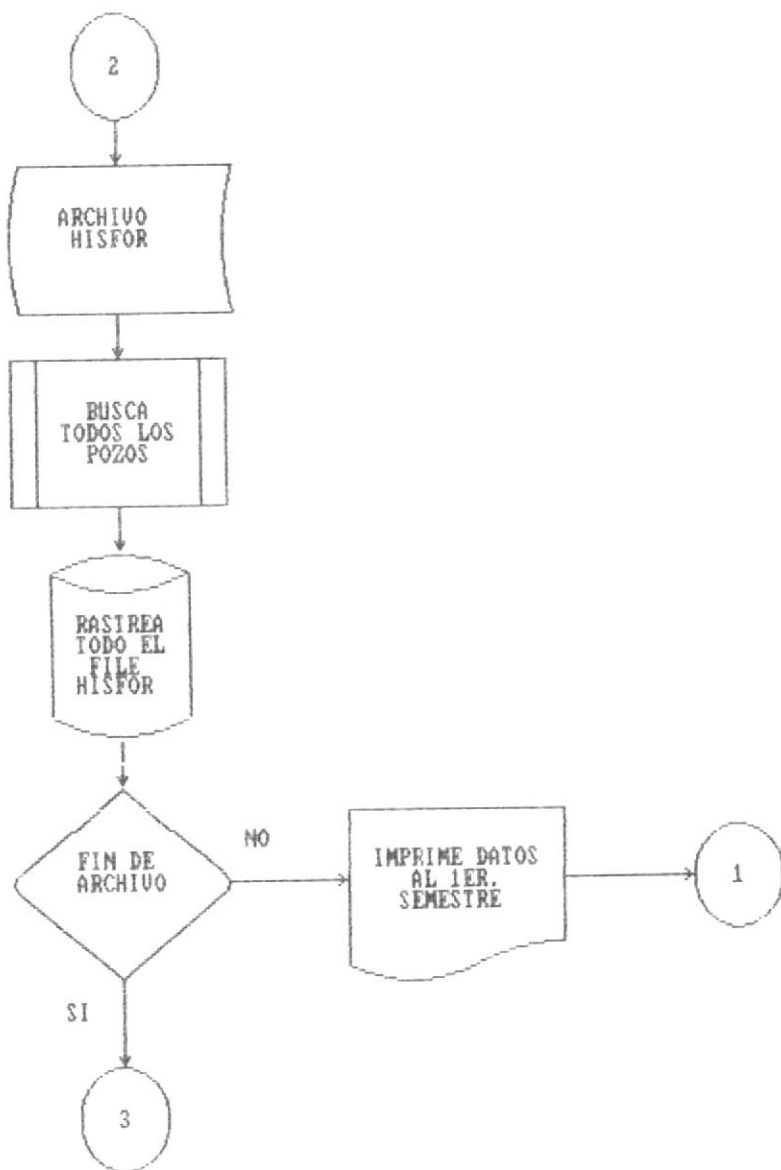 2
ARCHIVO
HISFOR
BUSCA
TODOS LOS
POZOS
RASTREA
TODO EL
FILE
HISFOR
FIN DE
ARCHIVO
NO
IMPRIME DATOS
AL 1ER.
SEMESTRE
1
SI
3